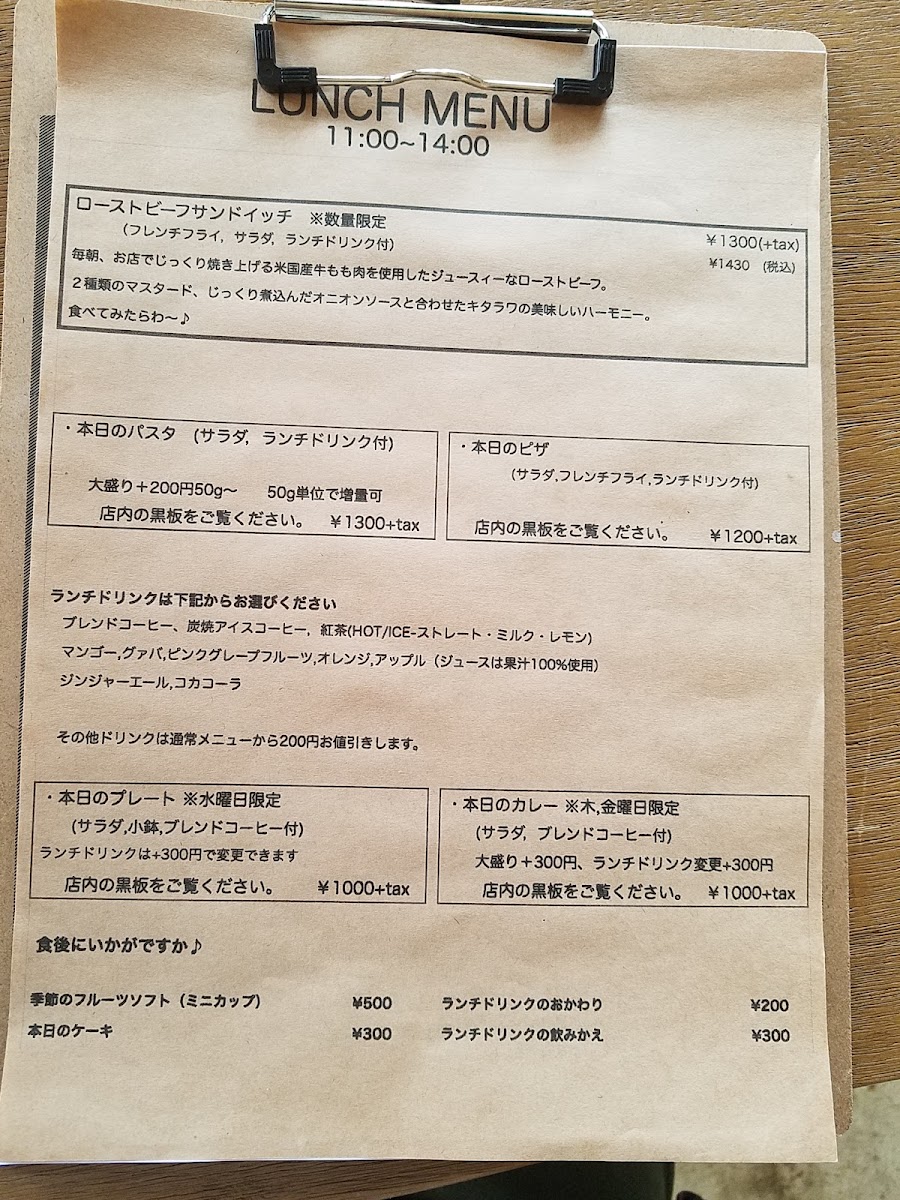 LUNCH MENU
11:00~14:00
ローストビーフサンドイッチ ※数量限定
(フレンチフライ, サラダ, ランチドリンク付)
¥1300(+tax)
¥1430 (税込)
毎朝、お店でじっくり焼き上げる米国産牛もも肉を使用したジュースィーなローストビーフ。
2種類のマスタード、じっくり煮込んだオニオンソースと合わせたキタラワの美味しいハーモニー。
食べてみたらわ〜♪
・本日のパスタ (サラダ, ランチドリンク付)
大盛り+200円50g〜 50g単位で増量可
店内の黒板をご覧ください。 ¥1300+tax
・本日のピザ
(サラダ,フレンチフライ,ランチドリンク付)
店内の黒板をご覧ください。 ¥1200+tax
ランチドリンクは下記からお選びください
ブレンドコーヒー、炭焼アイスコーヒー, 紅茶(HOT/ICE-ストレート・ミルク・レモン)
マンゴー,グァバ,ピンクグレープフルーツ,オレンジ,アップル (ジュースは果汁100%使用)
ジンジャーエール,コカコーラ
その他ドリンクは通常メニューから200円お値引きします。
・本日のプレート ※水曜日限定
(サラダ,小鉢,ブレンドコーヒー付)
ランチドリンクは+300円で変更できます
店内の黒板をご覧ください。 ¥1000+tax
・本日のカレー ※木,金曜日限定
(サラダ, ブレンドコーヒー付)
大盛り+300円、ランチドリンク変更+300円
店内の黒板をご覧ください。 ¥1000+tax
食後にいかがですか♪
季節のフルーツソフト (ミニカップ) ¥500
本日のケーキ ¥300
ランチドリンクのおかわり ¥200
ランチドリンクの飲みかえ ¥300